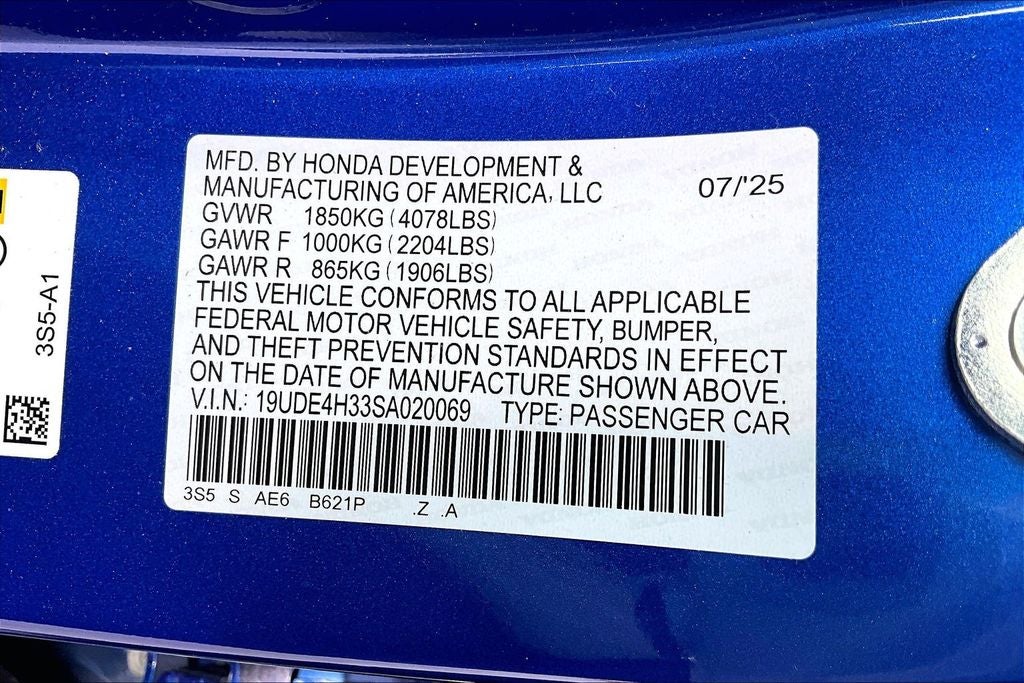 MFD. BY HONDA DEVELOPMENT &
MANUFACTURING OF AMERICA, LLC 07/'25
GVWR 1850KG (4078LBS)
GAWR F 1000KG (2204LBS)
GAWR R 865KG (1906LBS)
THIS VEHICLE CONFORMS TO ALL APPLICABLE
FEDERAL MOTOR VEHICLE SAFETY, BUMPER,
AND THEFT PREVENTION STANDARDS IN EFFECT
ON THE DATE OF MANUFACTURE SHOWN ABOVE.
V.I.N.: 19UDE4H33SA020069 TYPE: PASSENGER CAR
3S5 S AE6 B621P .Z .A
3S5-A1